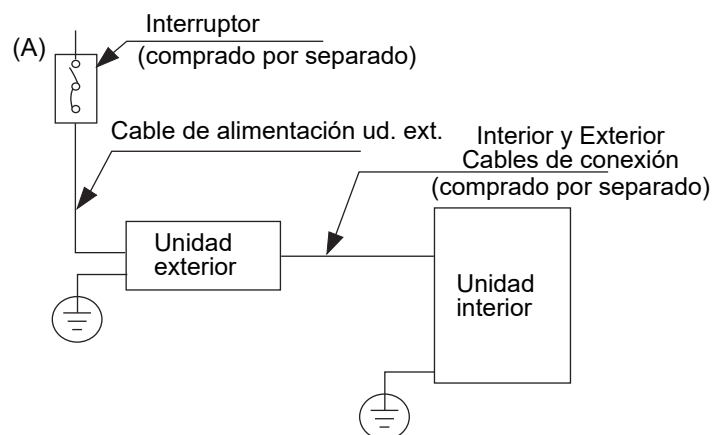 (A)
Interruptor
(comprado por separado)
Cable de alimentación ud. ext.
Interior y Exterior
Cables de conexión
(comprado por separado)
Unidad
exterior
Unidad
interior